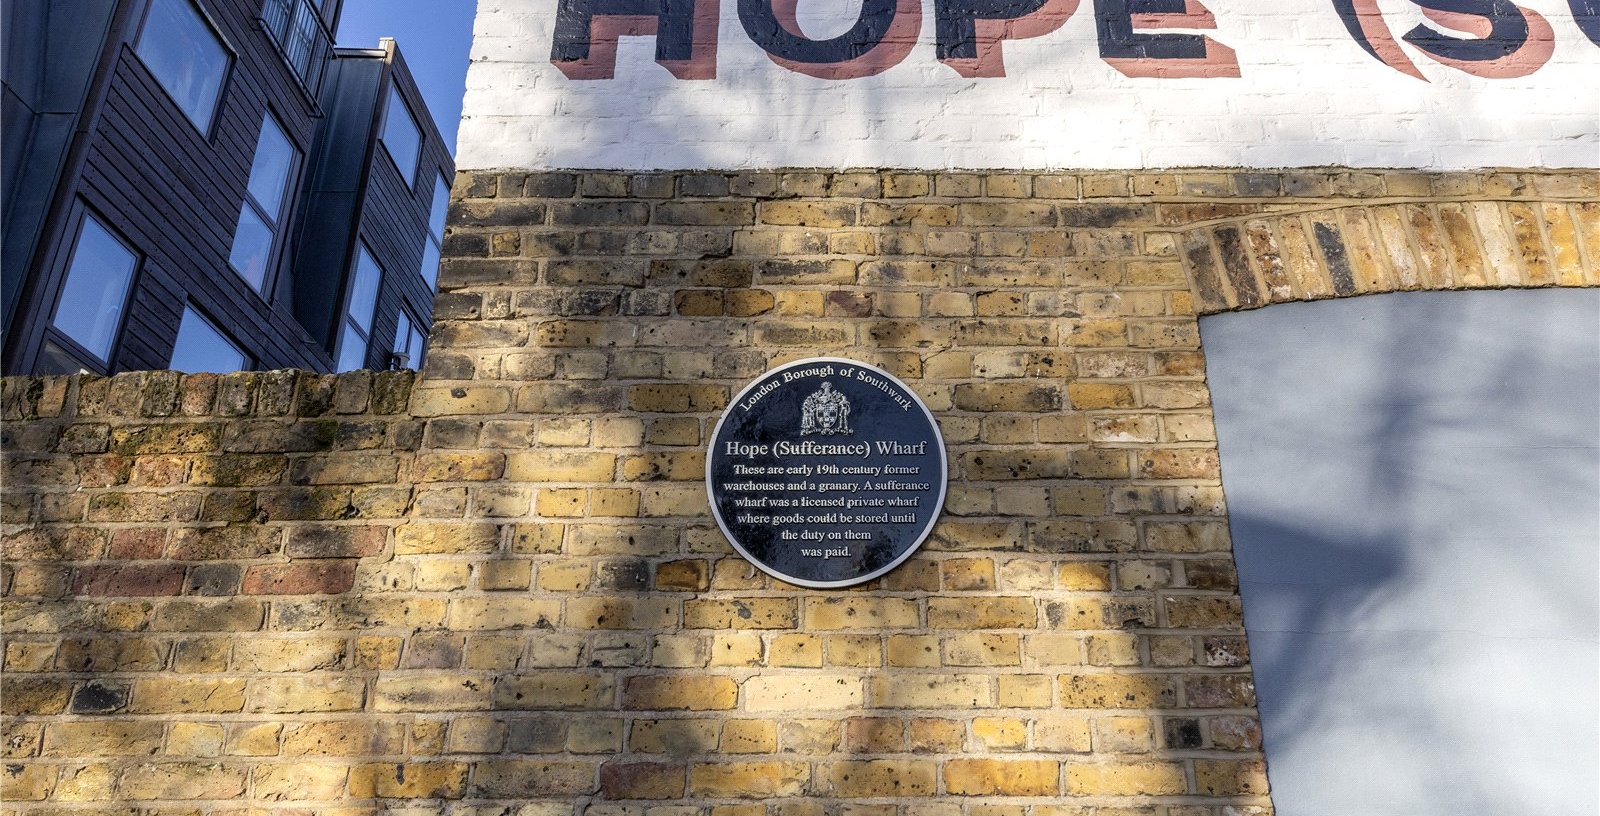 HOPE (S
London Borough of Southwark
Hope (Sufferance) Wharf
These are early 19th century former
warehouses and a granary. A sufferance
wharf was a licensed private wharf
where goods could be stored until
the duty on them
was paid.